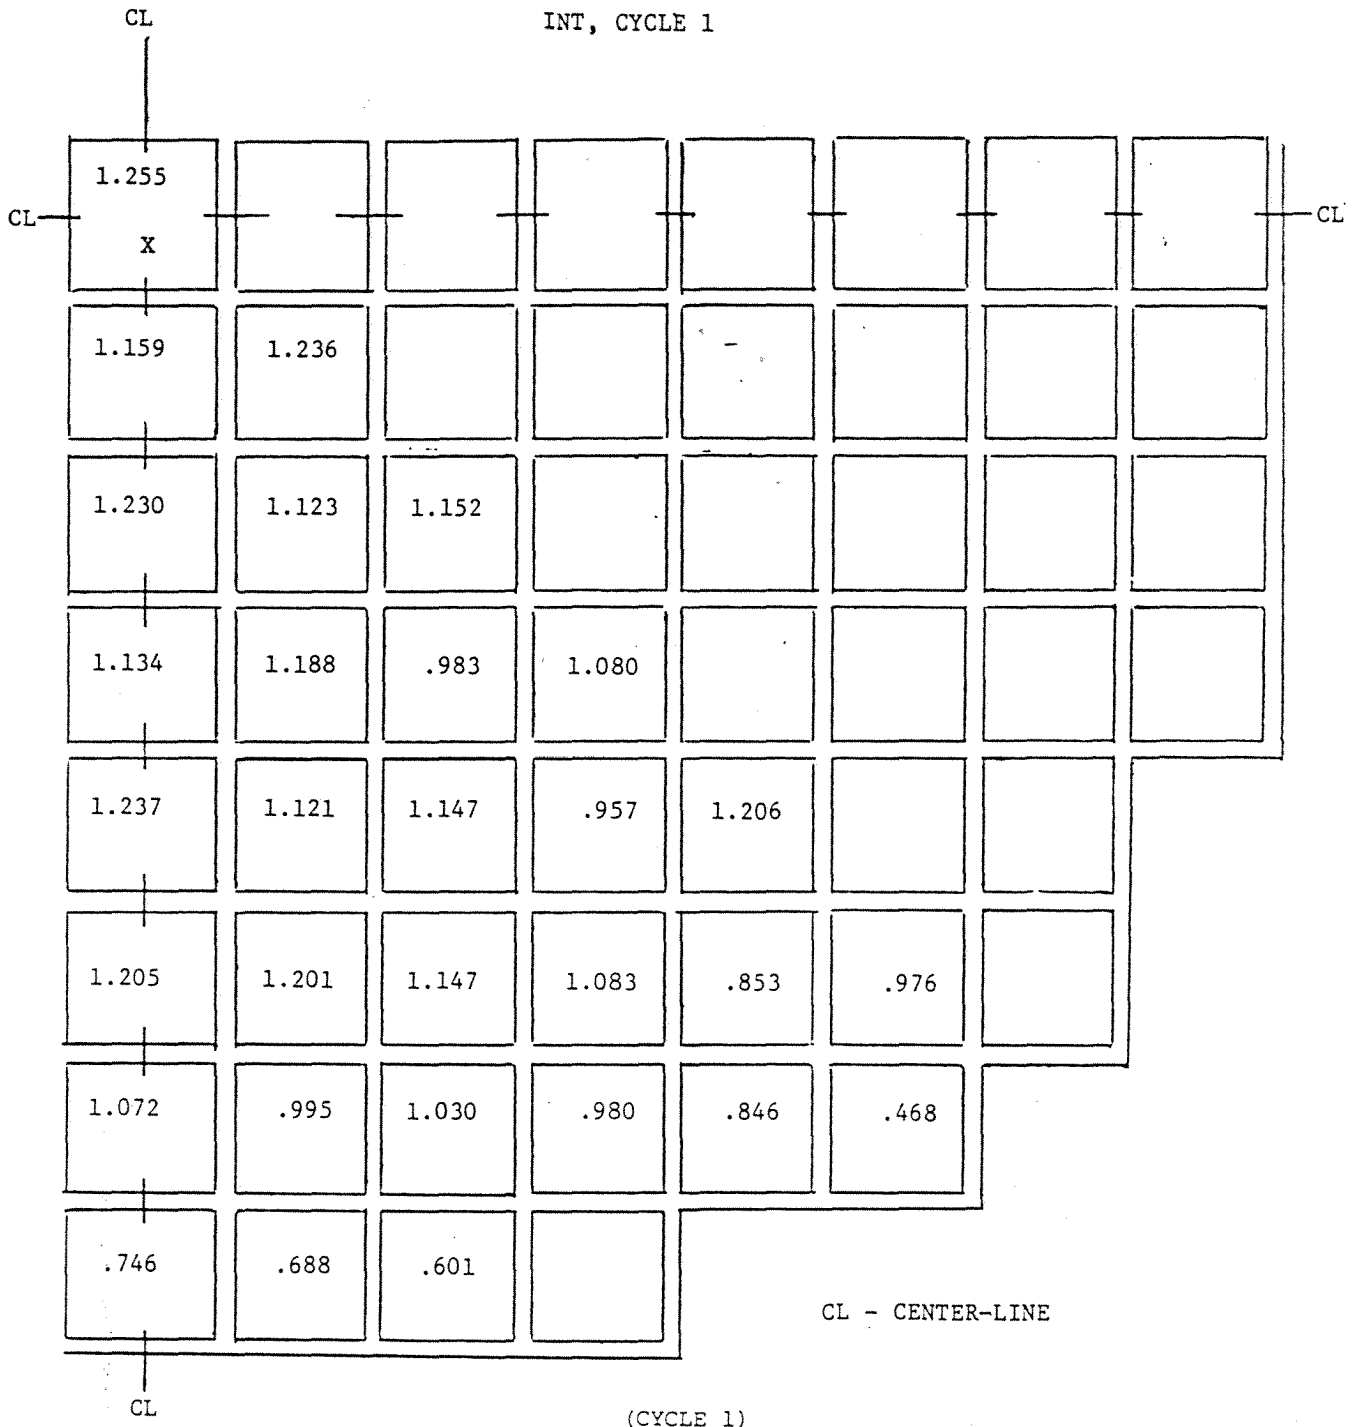 CL
INT, CYCLE 1
1.255
CL
CL
X
1.159 1.236
1.230 1.123 1.152
1.134 1.188 .983 1.080
1.237 1.121 1.147 .957 1.206
1.205 1.201 1.147 1.083 .853 .976
1.072 .995 1.030 .980 .846 .468
.746 .688 .601
CL - CENTER-LINE
CL
(CYCLE 1)